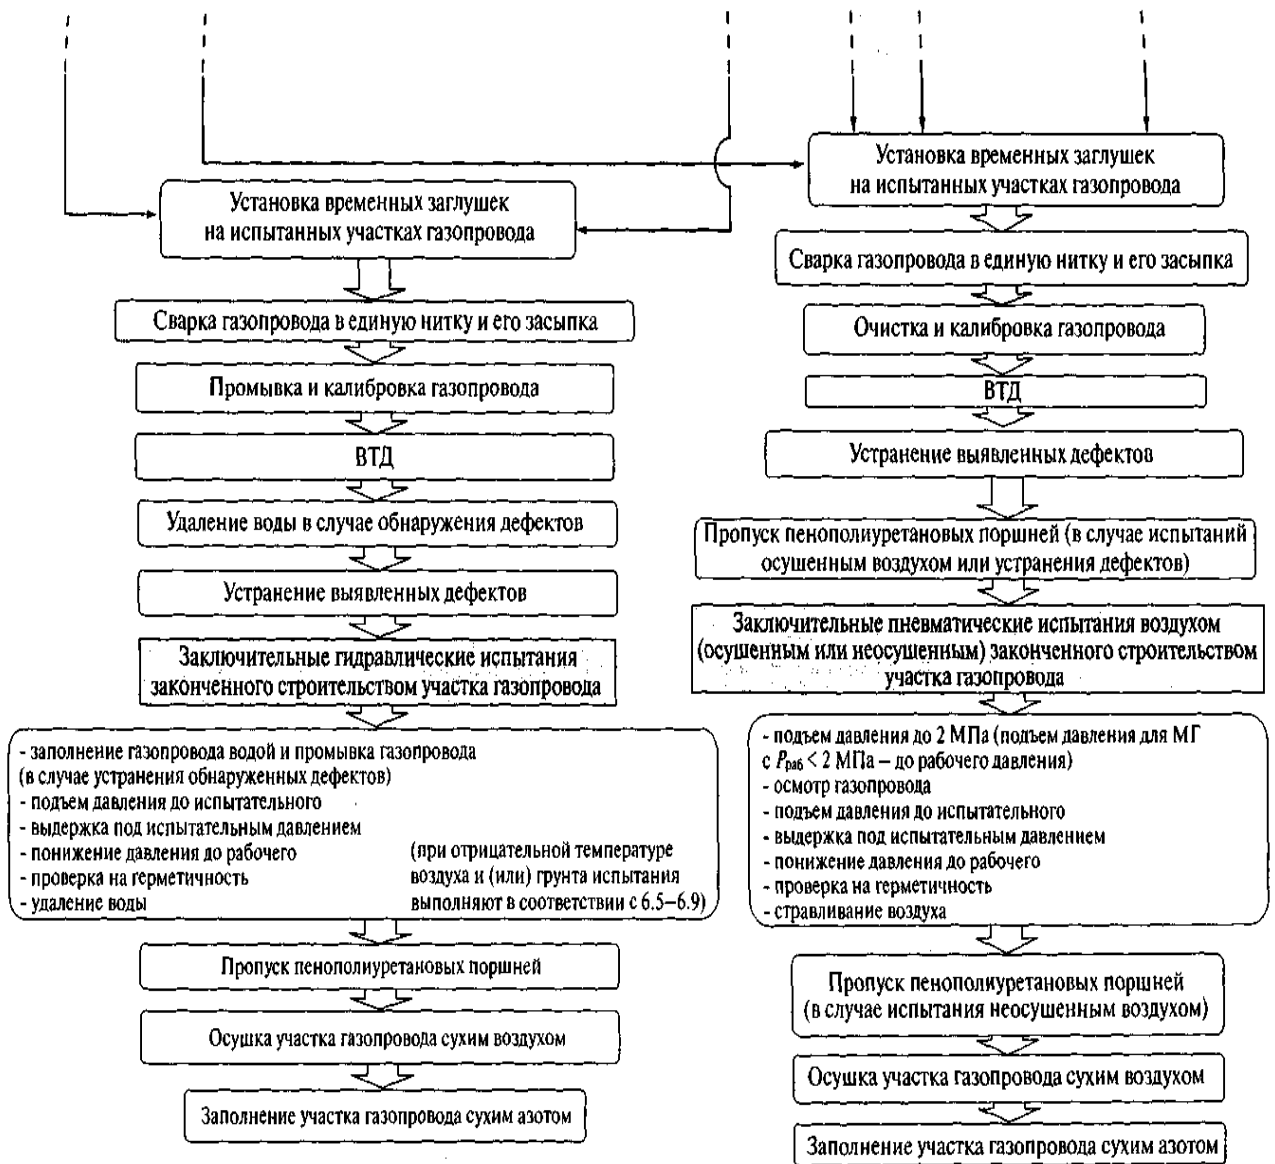 Установка временных заглушек
на испытанных участках газопровода
Сварка газопровода в единую нитку и его засыпка
Промывка и калибровка газопровода
ВТД
Удаление воды в случае обнаружения дефектов
Устранение выявленных дефектов
Заключительные гидравлические испытания
законченного строительством участка газопровода
- заполнение газопровода водой и промывка газопровода
(в случае устранения обнаруженных дефектов)
- подъем давления до испытательного
- выдержка под испытательным давлением
- понижение давления до рабочего
- проверка на герметичность
- удаление воды
(при отрицательной температуре
воздуха и (или) грунта испытания
выполняют в соответствии с 6.5–6.9)
Пропуск пенополиуретановых поршней
Осушка участка газопровода сухим воздухом
Заполнение участка газопровода сухим азотом
Установка временных заглушек
на испытанных участках газопровода
Сварка газопровода в единую нитку и его засыпка
Очистка и калибровка газопровода
ВТД
Устранение выявленных дефектов
Пропуск пенополиуретановых поршней (в случае испытаний
осушенным воздухом или устранения дефектов)
Заключительные пневматические испытания воздухом
(осушенным или неосушенным) законченного строительством
участка газопровода
- подъем давления до 2 МПа (подъем давления для МГ
с Pраб < 2 МПа – до рабочего давления)
- осмотр газопровода
- подъем давления до испытательного
- выдержка под испытательным давлением
- понижение давления до рабочего
- проверка на герметичность
- стравливание воздуха
Пропуск пенополиуретановых поршней
(в случае испытания неосушенным воздухом)
Осушка участка газопровода сухим воздухом
Заполнение участка газопровода сухим азотом